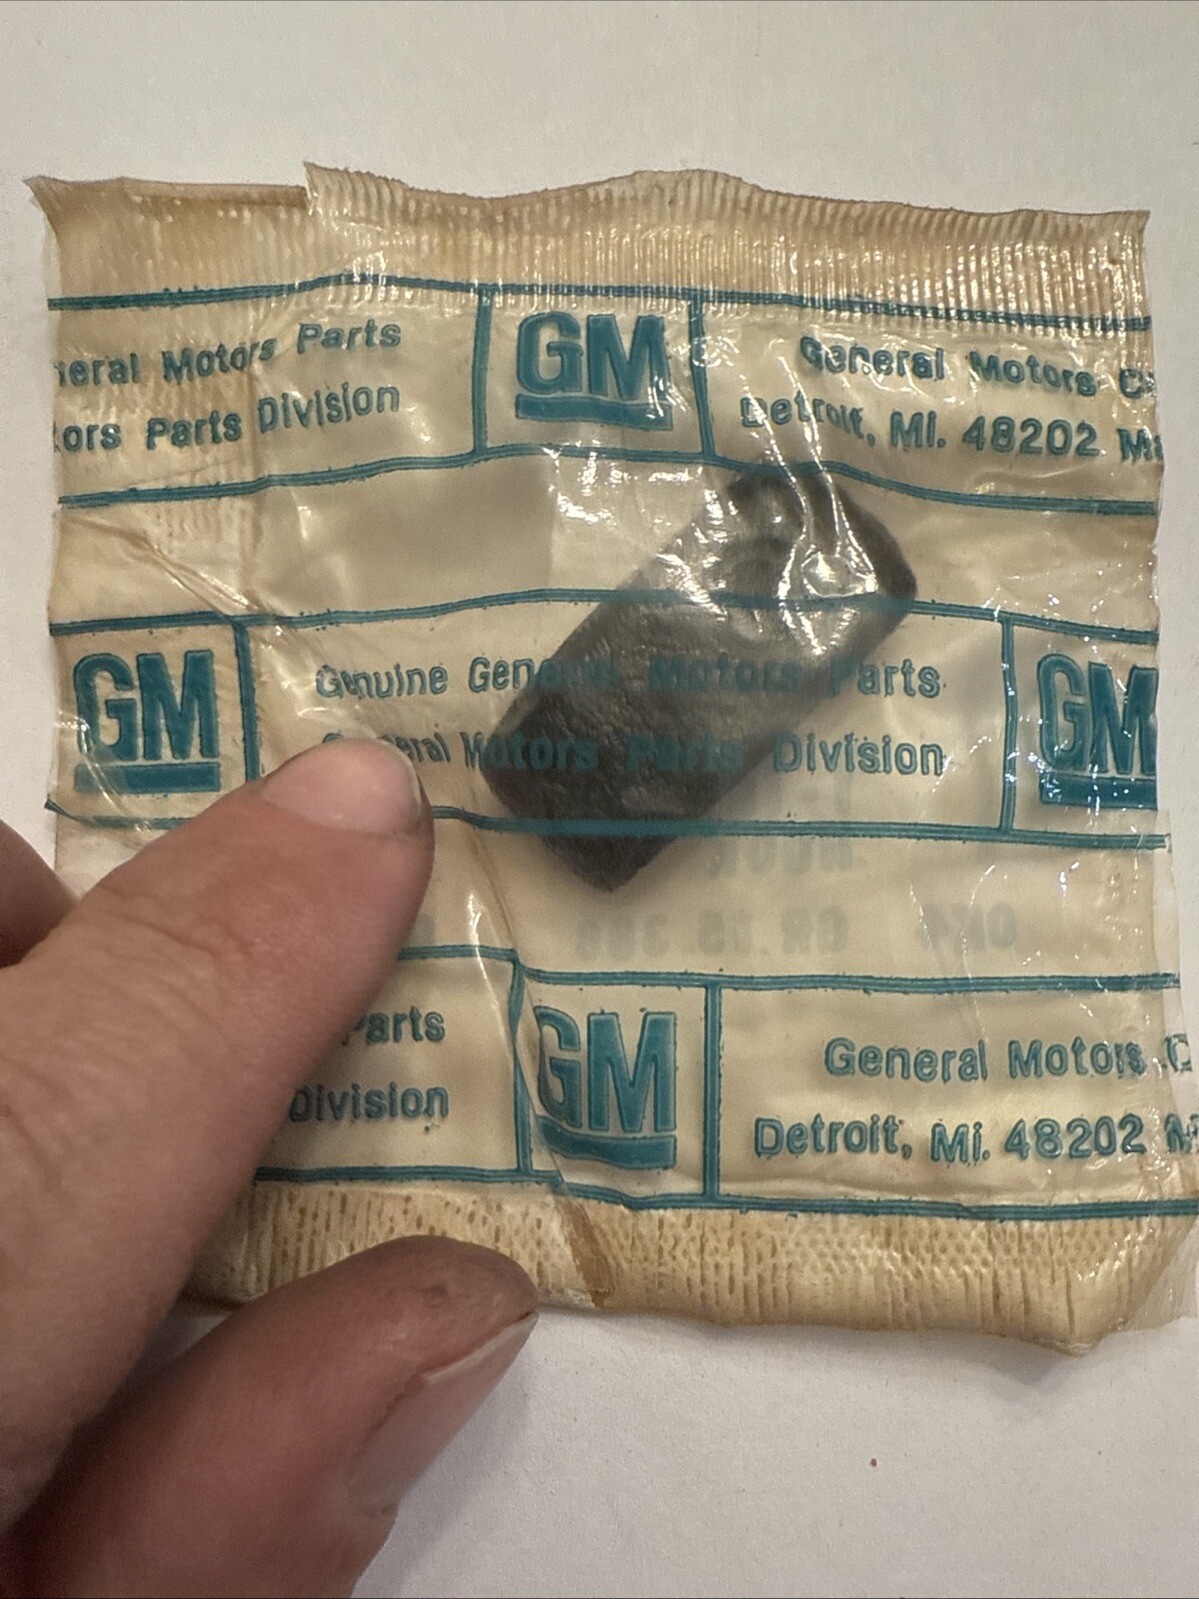 neral Motors Parts
tors Parts Division
GM
General Motors C
Detroit, Mi. 48202 M
GM
Genuine General Motors Parts
General Motors Parts Division
GM
Parts
Division
GM
General Motors C
Detroit, Mi. 48202 M